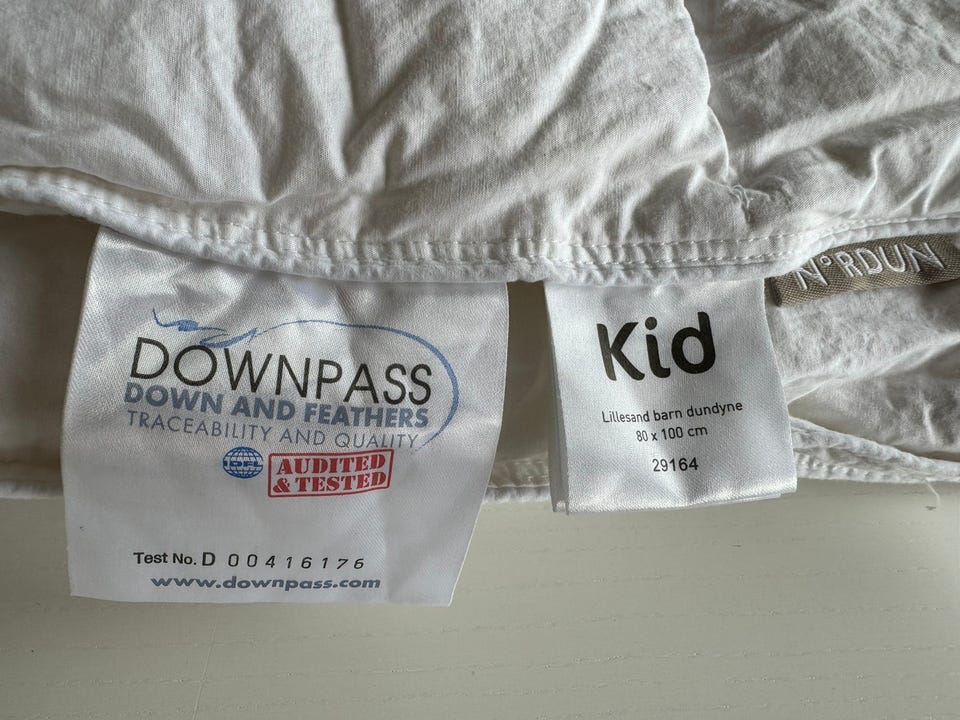 DOWNPASS
DOWN AND FEATHERS
TRACEABILITY AND QUALITY
IDFL
AUDITED
& TESTED
Test No. D 00416176
www.downpass.com
Kid
Lillesand barn dundyne
80 x 100 cm
29164
N°RDUN